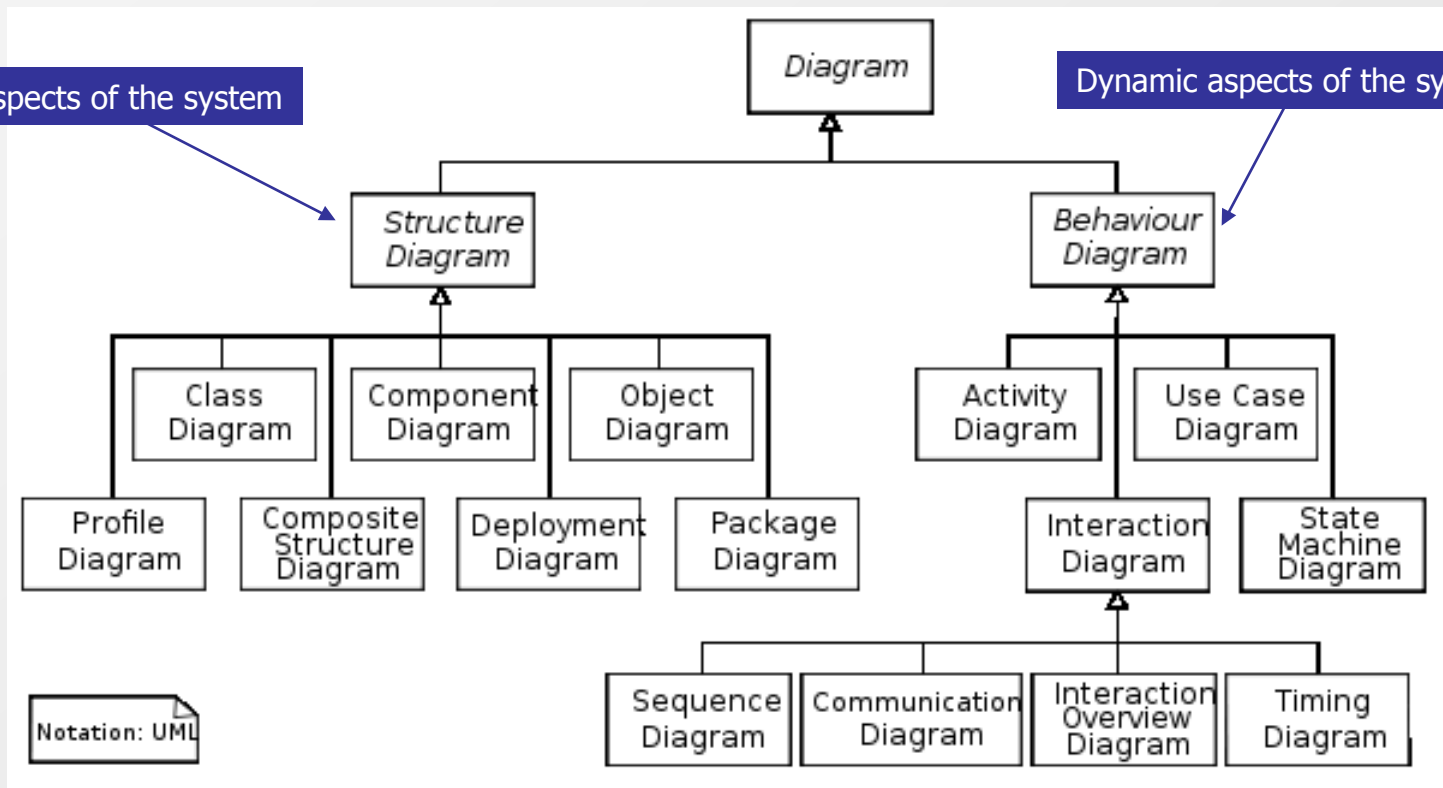 Diagram
aspects of the system
Dynamic aspects of the sy
Structure
Diagram
Behaviour
Diagram
Class
Diagram
Component
Diagram
Object
Diagram
Activity
Diagram
Use Case
Diagram
Profile
Diagram
Composite
Structure
Diagram
Deployment
Diagram
Package
Diagram
Interaction
Diagram
State
Machine
Diagram
Sequence
Diagram
Communication
Diagram
Interaction
Overview
Diagram
Timing
Diagram
Notation: UML